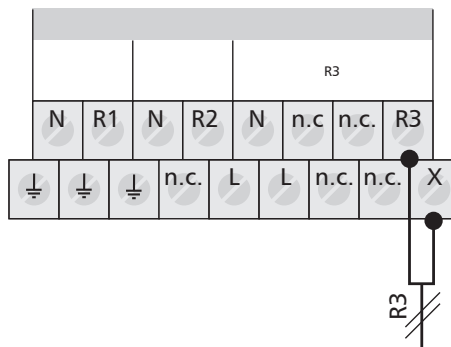 R3
N R1 N R2 N n.c n.c. R3
n.c. L L n.c. n.c. X
R3